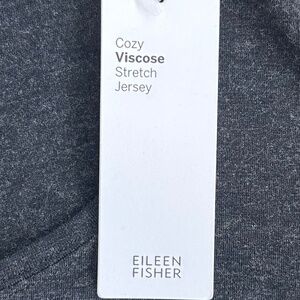 Cozy
Viscose
Stretch
Jersey
EILEEN
FISHER